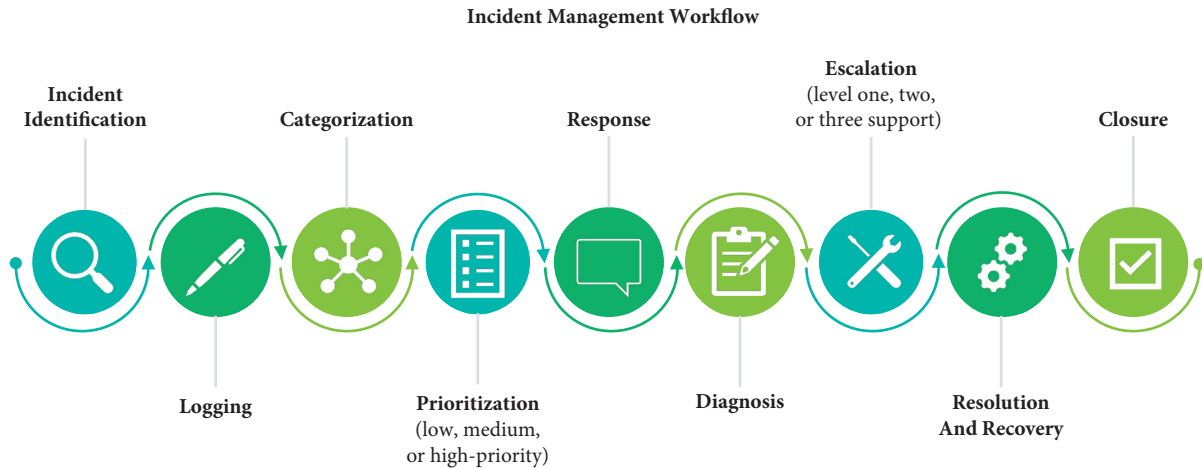 Incident Management Workflow
Incident
Identification
Logging
Categorization
Prioritization
(low, medium,
or high-priority)
Response
Diagnosis
Escalation
(level one, two,
or three support)
Resolution
And Recovery
Closure